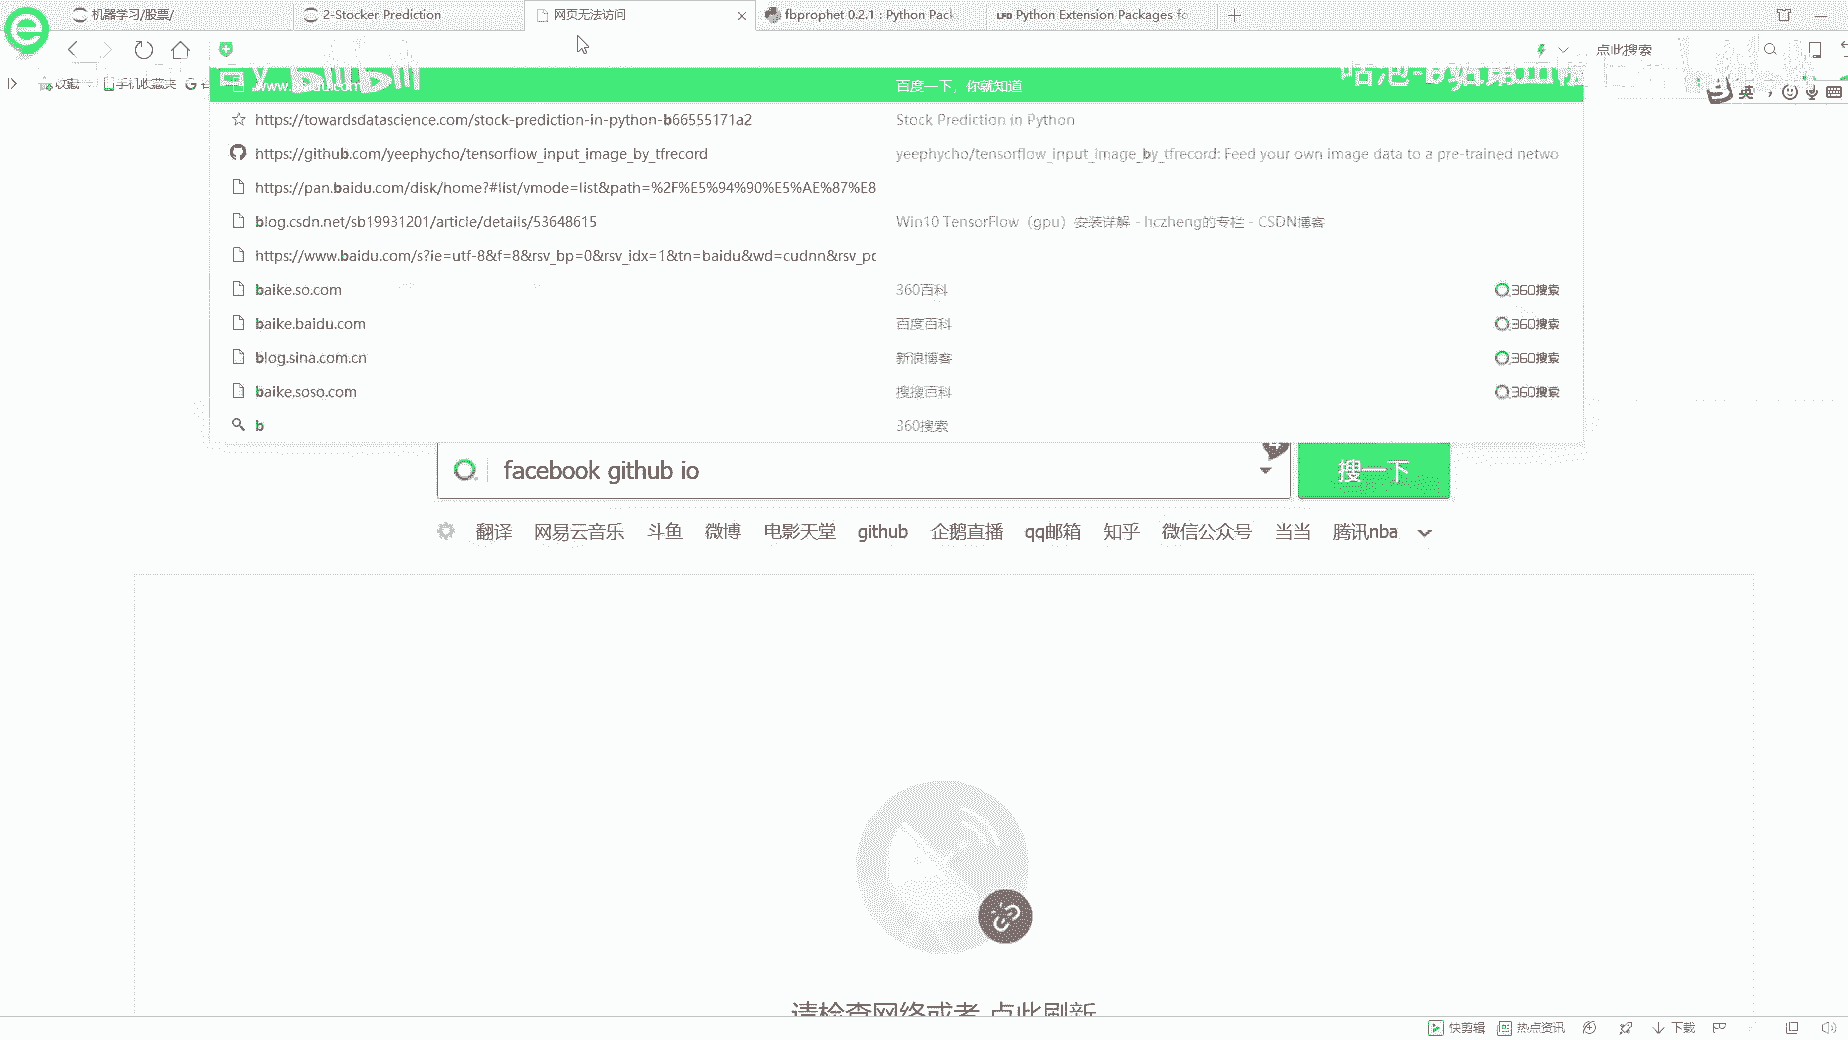 机器学习/股票/
2-Stocker Prediction
网页无法访问
fbprophet 0.2.1 : Python Pack
LFD Python Extension Packages fo
点此搜索
收藏
手机收藏夹
bilibili
英
www.baidu.com 百度一下，你就知道
https://towardsdatascience.com/stock-prediction-in-python-b66555171a2 Stock Prediction in Python
https://github.com/yeephycho/tensorflow_input_image_by_tfrecord yeephycho/tensorflow_input_image_by_tfrecord: Feed your own image data to a pre-trained netwo
https://pan.baidu.com/disk/home?#list/vmode=list&path=%2F%E5%94%90%E5%AE%87%E8
blog.csdn.net/sb19931201/article/details/53648615 Win10 TensorFlow（gpu）安装详解 - hczheng的专栏 - CSDN博客
https://www.baidu.com/s?ie=utf-8&f=8&rsv_bp=0&rsv_idx=1&tn=baidu&wd=cudnn&rsv_pc
baike.so.com 360百科 360搜索
baike.baidu.com 百度百科 360搜索
blog.sina.com.cn 新浪博客 360搜索
baike.soso.com 搜搜百科 360搜索
b 360搜索
facebook github io 搜一下
翻译 网易云音乐 斗鱼 微博 电影天堂 github 企鹅直播 qq邮箱 知乎 微信公众号 当当 腾讯nba
请检查网络或者 点此刷新
快剪辑 热点资讯 下载